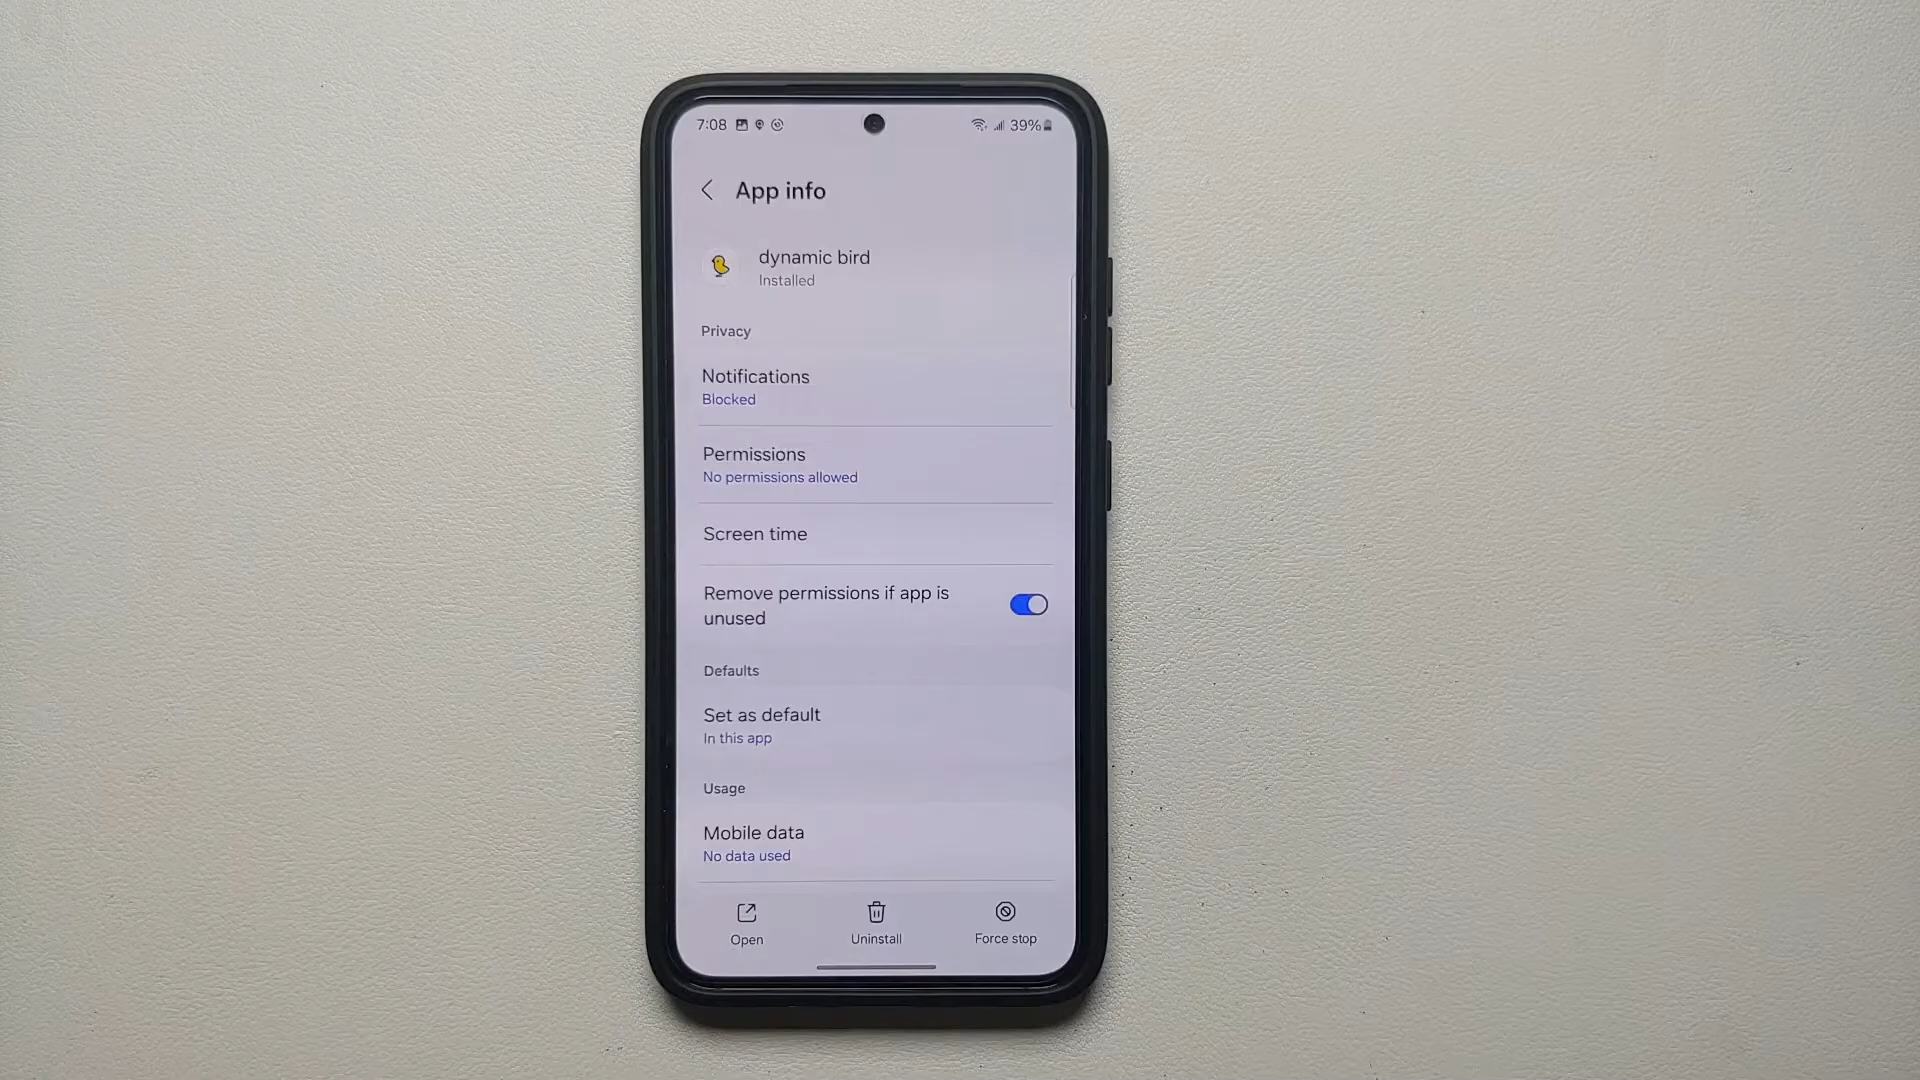 7:08 39%
App info
dynamic bird
Installed
Privacy
Notifications
Blocked
Permissions
No permissions allowed
Screen time
Remove permissions if app is
unused
Defaults
Set as default
In this app
Usage
Mobile data
No data used
Open Uninstall Force stop